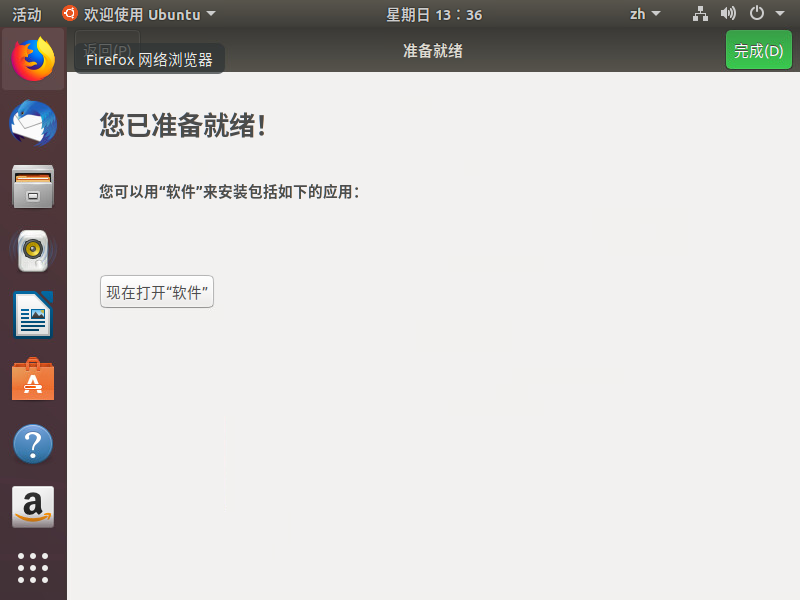 活动
欢迎使用 Ubuntu
星期日 13：36
zh
返回(P)
Firefox 网络浏览器
准备就绪
完成(D)
您已准备就绪！
您可以用“软件”来安装包括如下的应用：
现在打开“软件”